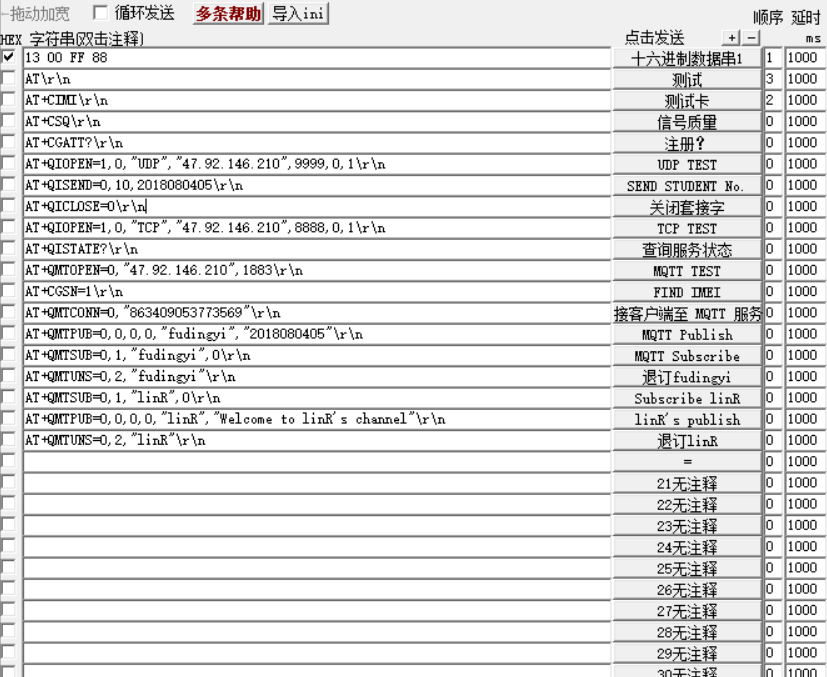 ←拖动加宽 循环发送 多条帮助 导入ini 顺序 延时
HEX 字符串(双击注释) 点击发送 + − ms
13 00 FF 88 十六进制数据串1 1 1000
AT\r\n 测试 3 1000
AT+CIMI\r\n 测试卡 2 1000
AT+CSQ\r\n 信号质量 0 1000
AT+CGATT?\r\n 注册? 0 1000
AT+QIOPEN=1,0,"UDP","47.92.146.210",9999,0,1\r\n UDP TEST 0 1000
AT+QISEND=0,10,2018080405\r\n SEND STUDENT No. 0 1000
AT+QICLOSE=0\r\n 关闭套接字 0 1000
AT+QIOPEN=1,0,"TCP","47.92.146.210",8888,0,1\r\n TCP TEST 0 1000
AT+QISTATE?\r\n 查询服务状态 0 1000
AT+QMTOPEN=0,"47.92.146.210",1883\r\n MQTT TEST 0 1000
AT+CGSN=1\r\n FIND IMEI 0 1000
AT+QMTCONN=0,"863409053773569"\r\n 接客户端至 MQTT 服务 0 1000
AT+QMTPUB=0,0,0,0,"fudingyi","2018080405"\r\n MQTT Publish 0 1000
AT+QMTSUB=0,1,"fudingyi",0\r\n MQTT Subscribe 0 1000
AT+QMTUNS=0,2,"fudingyi"\r\n 退订fudingyi 0 1000
AT+QMTSUB=0,1,"linR",0\r\n Subscribe linR 0 1000
AT+QMTPUB=0,0,0,0,"linR","Welcome to linR's channel"\r\n linR's publish 0 1000
AT+QMTUNS=0,2,"linR"\r\n 退订linR 0 1000
= 0 1000
21无注释 0 1000
22无注释 0 1000
23无注释 0 1000
24无注释 0 1000
25无注释 0 1000
26无注释 0 1000
27无注释 0 1000
28无注释 0 1000
29无注释 0 1000
30无注释 0 1000